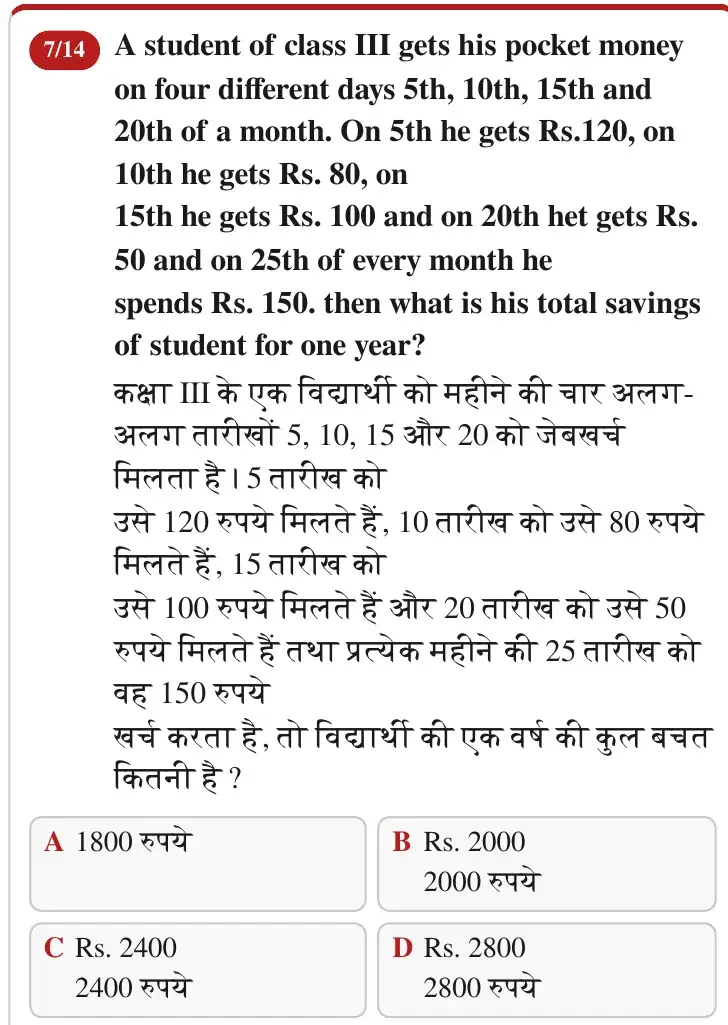 7/14 A student of class III gets his pocket money
on four different days 5th, 10th, 15th and
20th of a month. On 5th he gets Rs.120, on
10th he gets Rs. 80, on
15th he gets Rs. 100 and on 20th het gets Rs.
50 and on 25th of every month he
spends Rs. 150. then what is his total savings
of student for one year?
कक्षा III के एक विद्यार्थी को महीने की चार अलग-
अलग तारीखों 5, 10, 15 और 20 को जेबखर्च
मिलता है। 5 तारीख को
उसे 120 रुपये मिलते हैं, 10 तारीख को उसे 80 रुपये
मिलते हैं, 15 तारीख को
उसे 100 रुपये मिलते हैं और 20 तारीख को उसे 50
रुपये मिलते हैं तथा प्रत्येक महीने की 25 तारीख को
वह 150 रुपये
खर्च करता है, तो विद्यार्थी की एक वर्ष की कुल बचत
कितनी है ?
A 1800 रुपये
B Rs. 2000
2000 रुपये
C Rs. 2400
2400 रुपये
D Rs. 2800
2800 रुपये